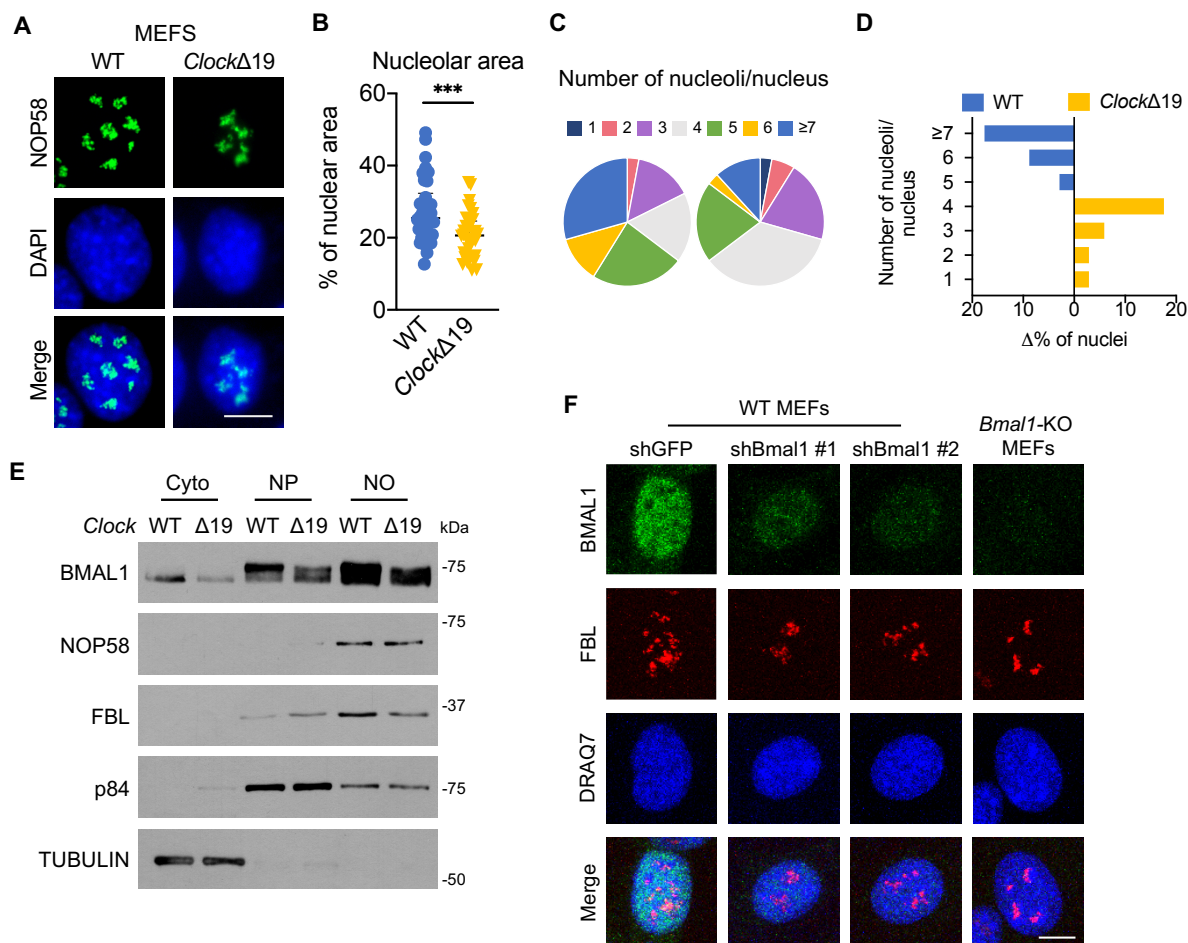 A
MEFS
WT
ClockΔ19
NOP58
DAPI
Merge
B
Nucleolar area
***
% of nuclear area
60
40
20
0
WT
ClockΔ19
C
Number of nucleoli/nucleus
1 2 3 4 5 6 ≥7
D
WT
ClockΔ19
Number of nucleoli/
nucleus
≥7
6
5
4
3
2
1
20 10 0 10 20
Δ% of nuclei
E
Cyto NP NO
Clock WT Δ19 WT Δ19 WT Δ19 kDa
BMAL1
-75
NOP58
-75
FBL
-37
p84
-75
TUBULIN
-50
F
WT MEFs
Bmal1-KO
MEFs
shGFP shBmal1 #1 shBmal1 #2
BMAL1
FBL
DRAQ7
Merge